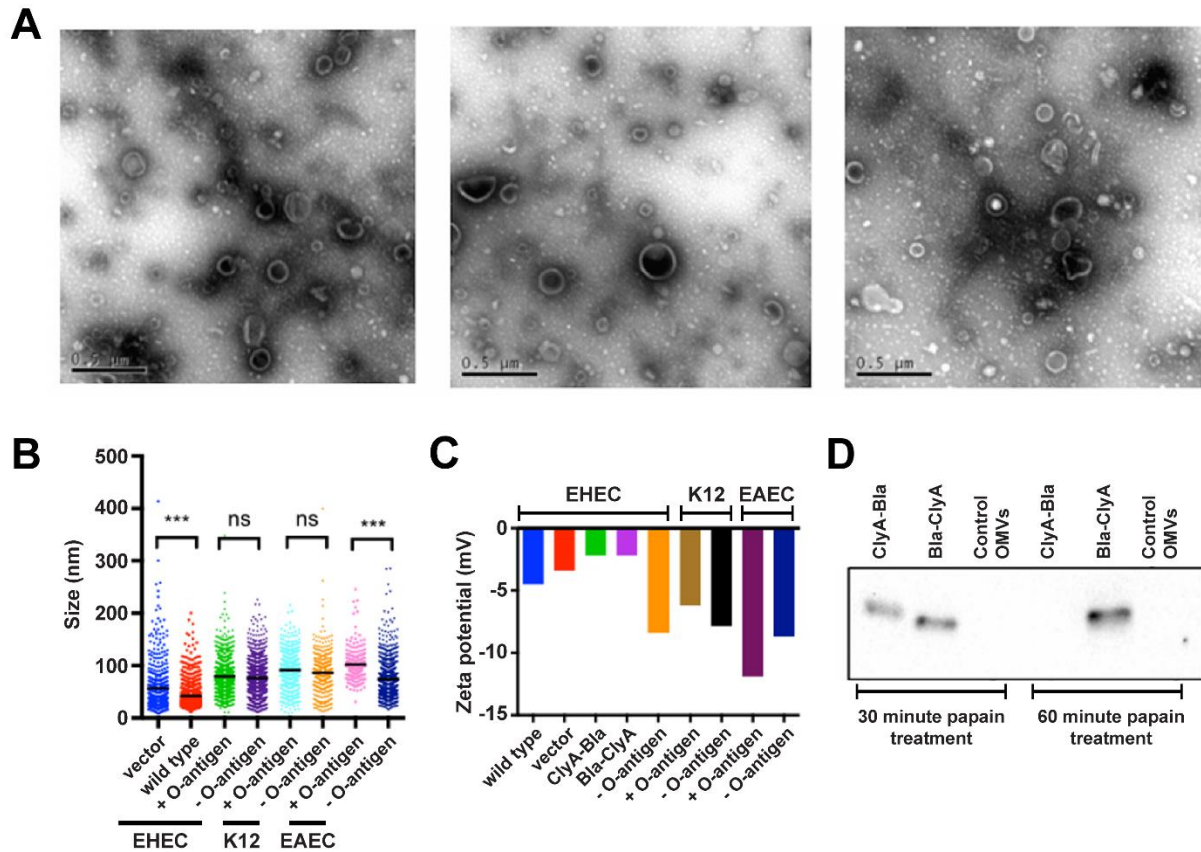 A
0.5 µm
0.5 µm
0.5 µm
B
Size (nm)
500
400
300
200
100
0
***
ns
ns
***
vector
wild type
+ O-antigen
- O-antigen
+ O-antigen
- O-antigen
+ O-antigen
- O-antigen
EHEC
K12
EAEC
C
EHEC
K12
EAEC
Zeta potential (mV)
0
-5
-10
-15
wild type
vector
ClyA-Bla
Bla-ClyA
- O-antigen
+ O-antigen
- O-antigen
+ O-antigen
- O-antigen
D
ClyA-Bla
Bla-ClyA
Control
OMVs
ClyA-Bla
Bla-ClyA
Control
OMVs
30 minute papain
treatment
60 minute papain
treatment